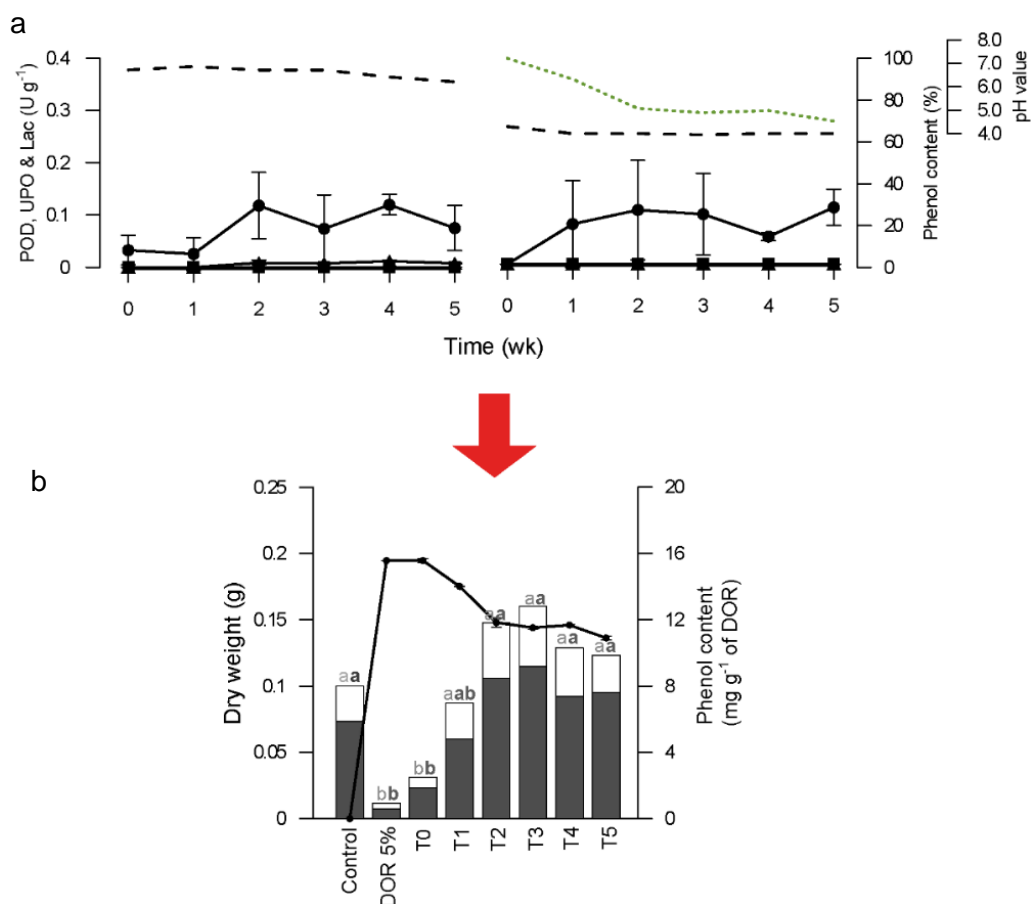 a
POD, UPO & Lac (U g⁻¹)
0.4
0.3
0.2
0.1
0
0 1 2 3 4 5
0 1 2 3 4 5
100
80
60
40
20
0
Phenol content (%)
8.0
7.0
6.0
5.0
4.0
pH value
Time (wk)
b
Dry weight (g)
0.25
0.2
0.15
0.1
0.05
0
aa
bb
bb
aab
aa
aa
aa
aa
20
16
12
8
4
0
Phenol content
(mg g⁻¹ of DOR)
Control
DOR 5%
T0
T1
T2
T3
T4
T5